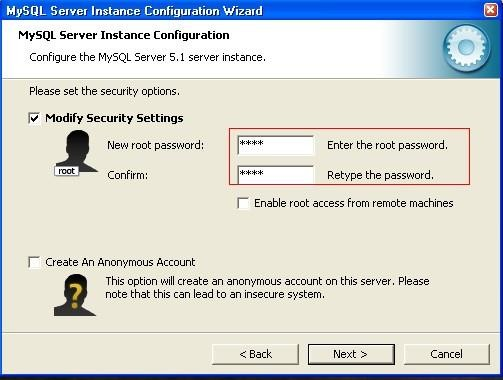 MySQL Server Instance Configuration Wizard
MySQL Server Instance Configuration
Configure the MySQL Server 5.1 server instance.
Please set the security options.
Modify Security Settings
New root password: **** Enter the root password.
root
Confirm: **** Retype the password.
Enable root access from remote machines
Create An Anonymous Account
This option will create an anonymous account on this server. Please
note that this can lead to an insecure system.
< Back Next > Cancel